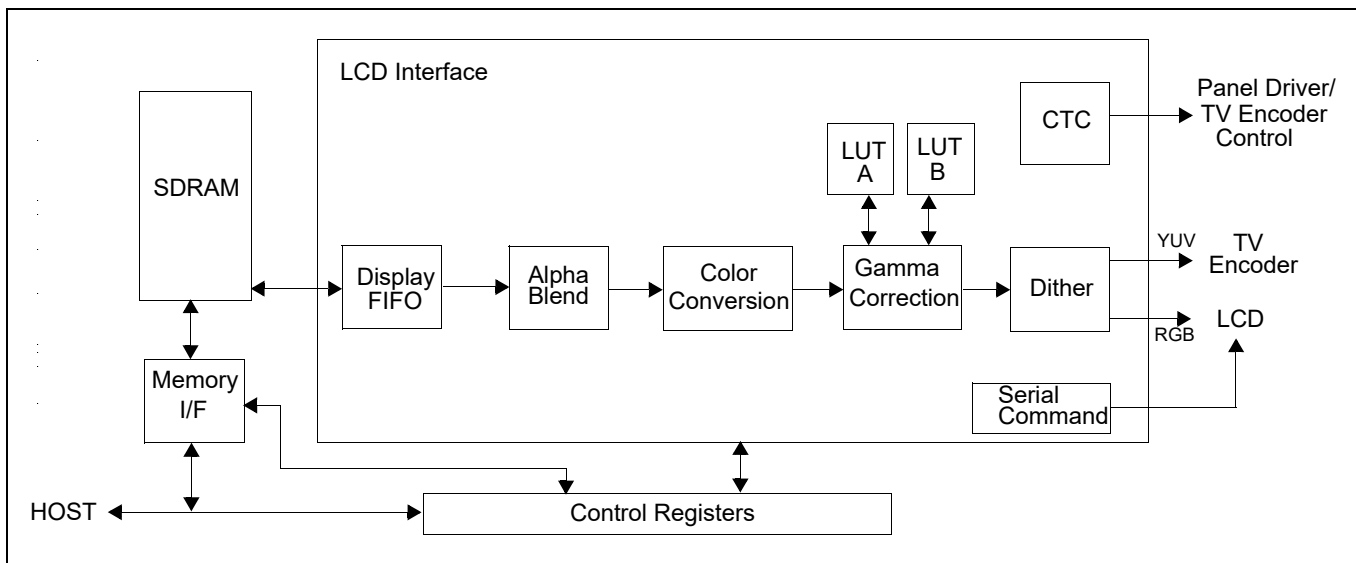 LCD Interface
SDRAM
CTC
Panel Driver/
TV Encoder
Control
LUT
A
LUT
B
Display
FIFO
Alpha
Blend
Color
Conversion
Gamma
Correction
Dither
YUV
TV
Encoder
RGB
LCD
Memory
I/F
Serial
Command
HOST
Control Registers